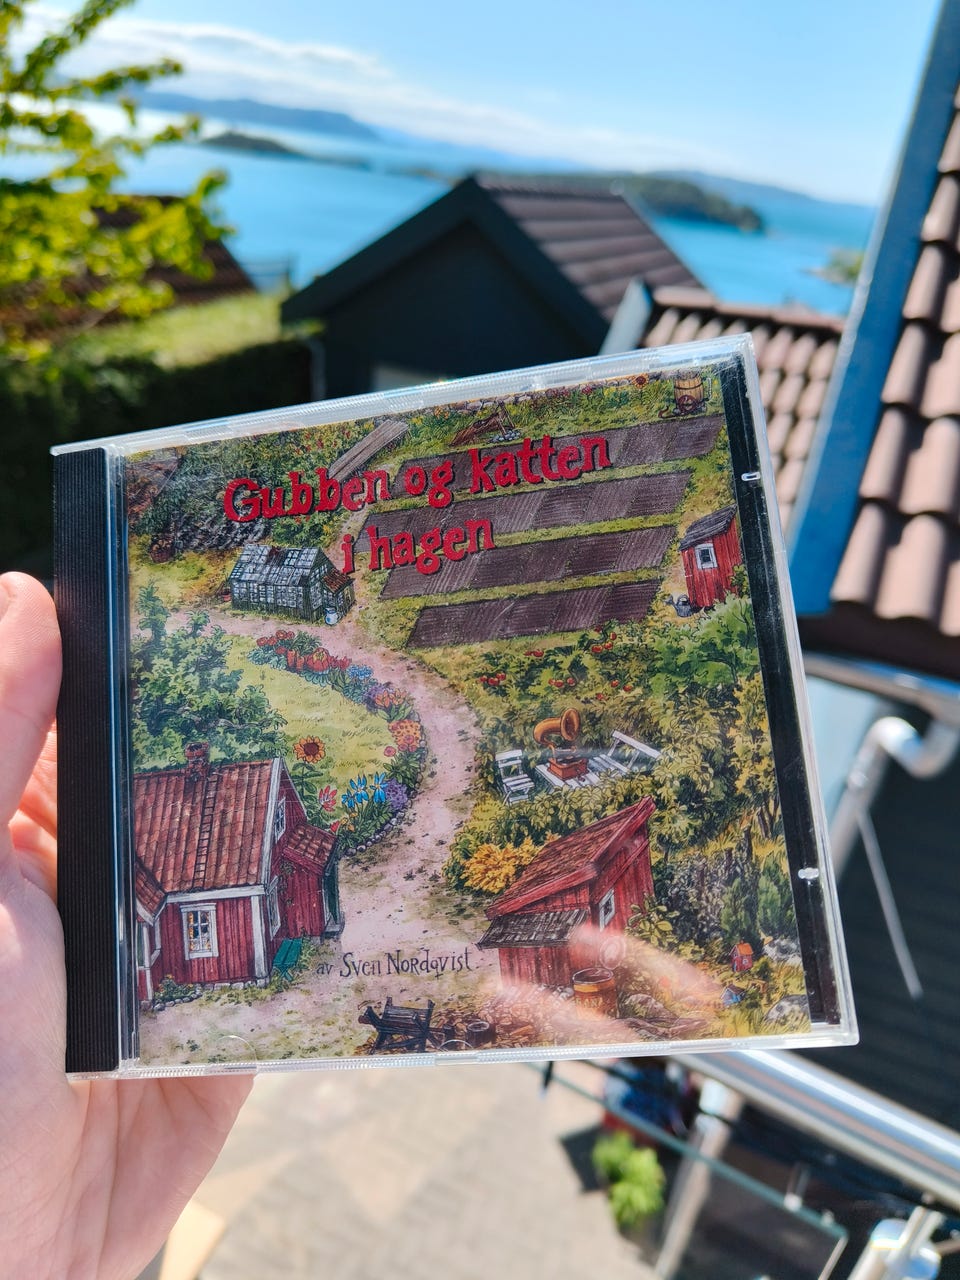 Gubben og katten
i hagen
av Sven Nordqvist